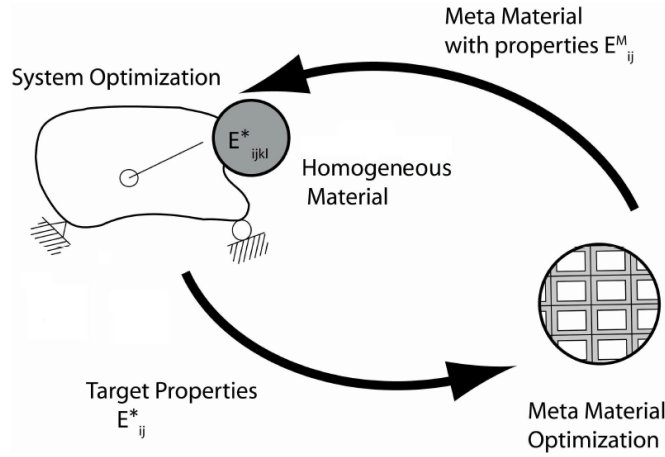 Meta Material
with properties E^M_ij
System Optimization
E*_ijkl
Homogeneous
Material
Target Properties
E*_ij
Meta Material
Optimization